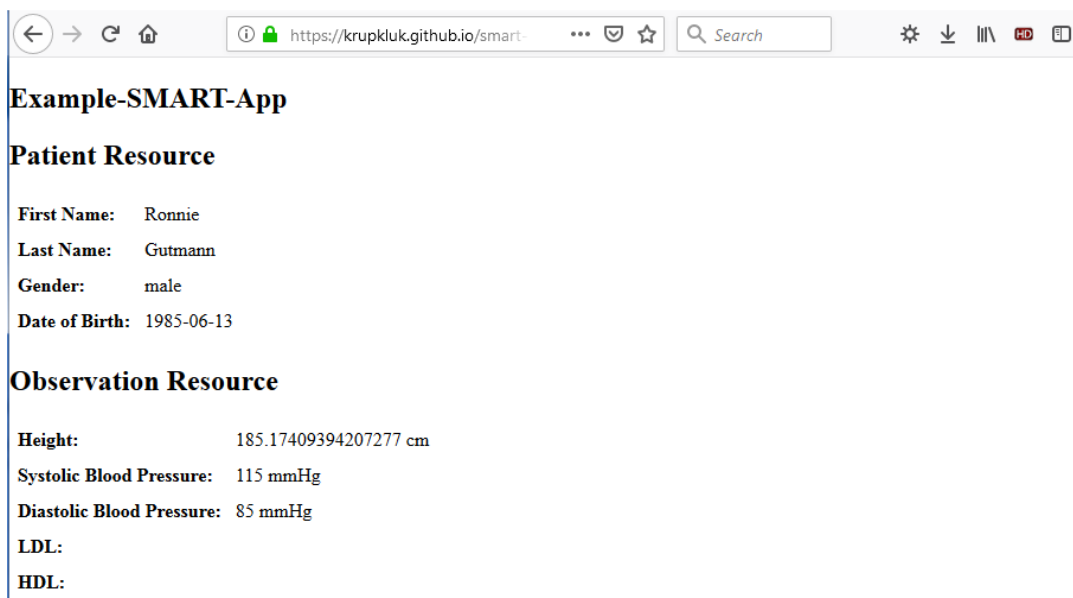 https://krupkluk.github.io/smart- Search HD
Example-SMART-App
Patient Resource
First Name: Ronnie
Last Name: Gutmann
Gender: male
Date of Birth: 1985-06-13
Observation Resource
Height: 185.17409394207277 cm
Systolic Blood Pressure: 115 mmHg
Diastolic Blood Pressure: 85 mmHg
LDL:
HDL: